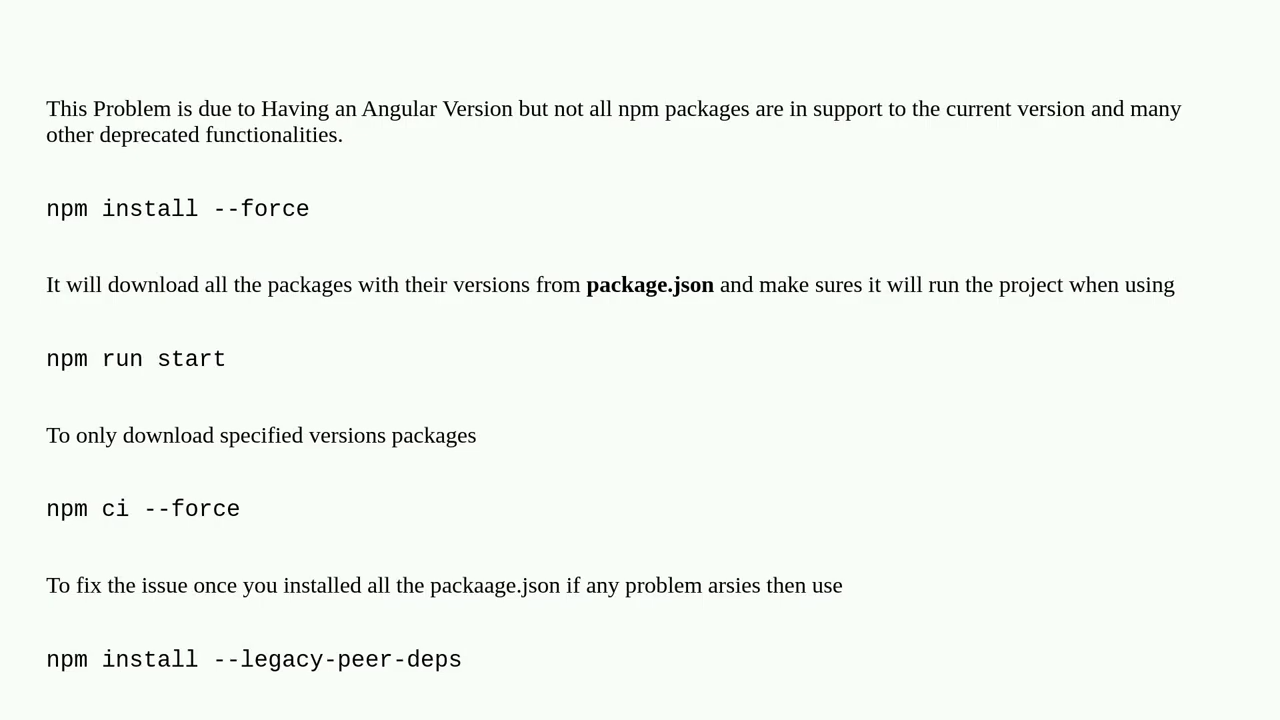 This Problem is due to Having an Angular Version but not all npm packages are in support to the current version and many
other deprecated functionalities.
npm install --force
It will download all the packages with their versions from package.json and make sures it will run the project when using
npm run start
To only download specified versions packages
npm ci --force
To fix the issue once you installed all the packaage.json if any problem arsies then use
npm install --legacy-peer-deps